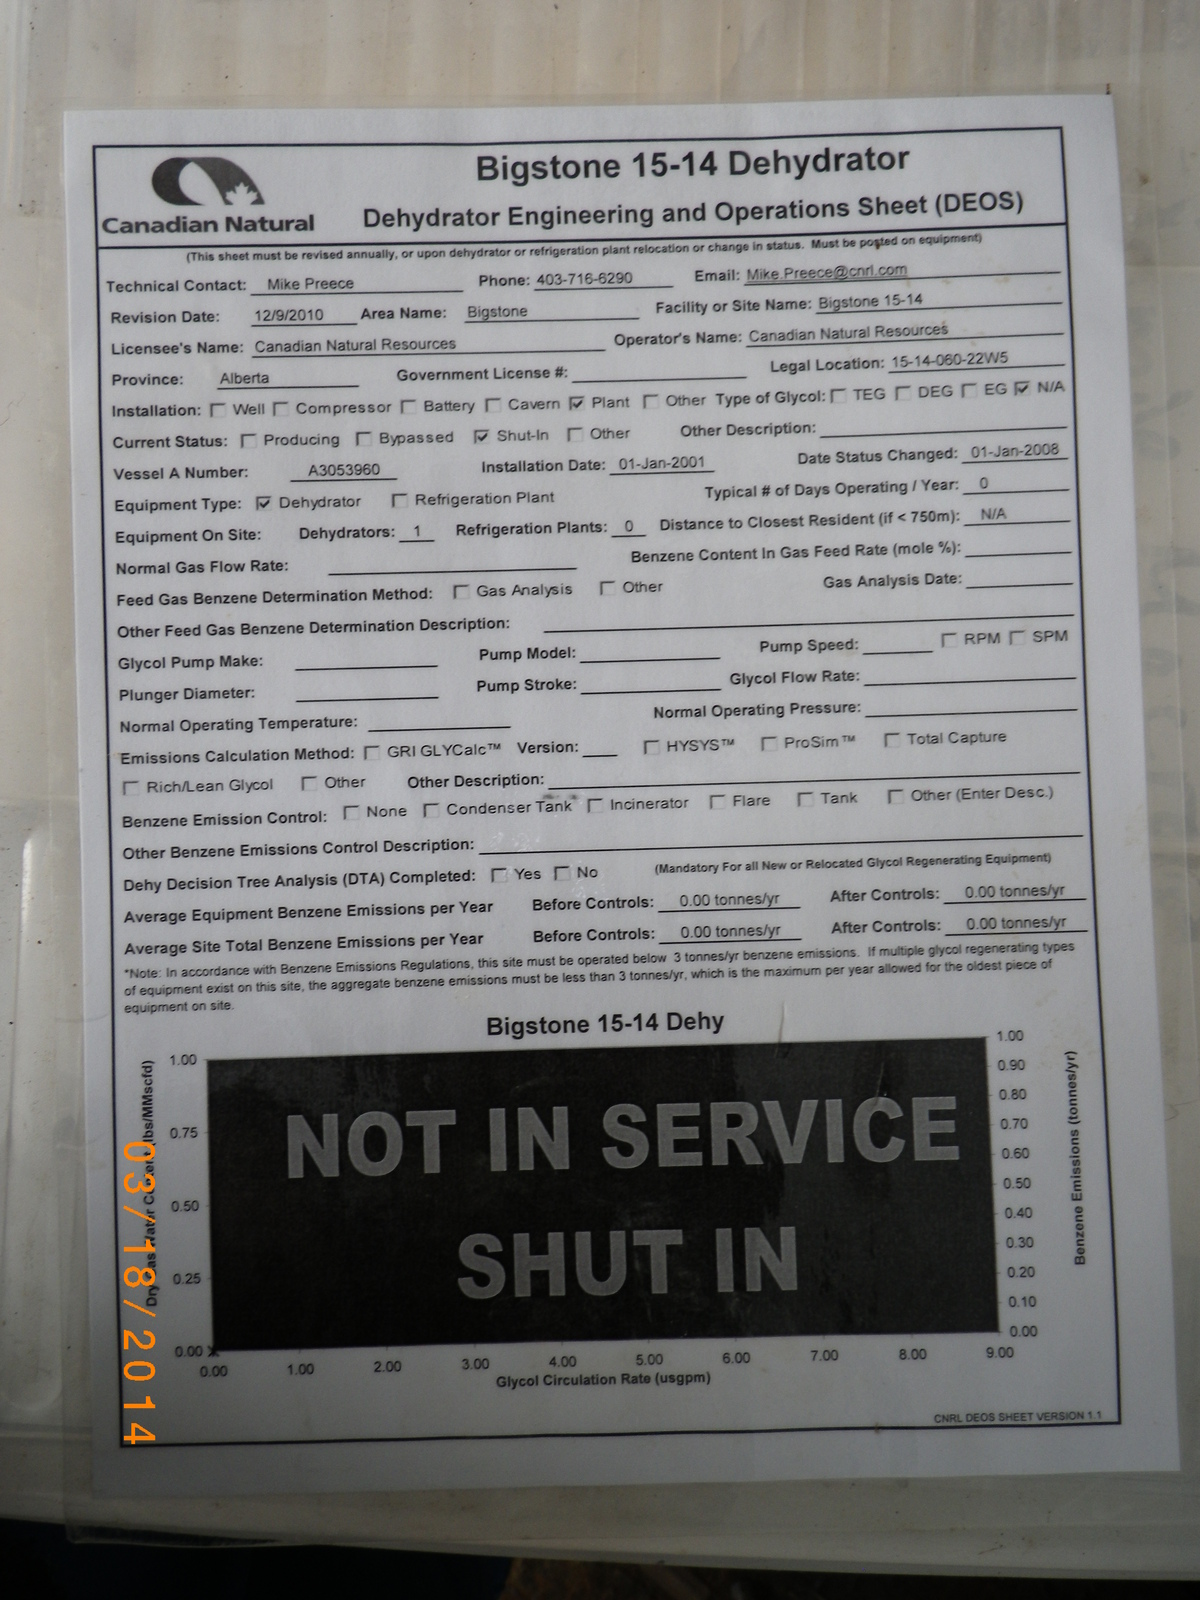 Canadian Natural
Bigstone 15-14 Dehydrator
Dehydrator Engineering and Operations Sheet (DEOS)
(This sheet must be revised annually, or upon dehydrator or refrigeration plant relocation or change in status. Must be posted on equipment)
Technical Contact: Mike Preece Phone: 403-716-6290 Email: Mike.Preece@cnrl.com
Revision Date: 12/9/2010 Area Name: Bigstone Facility or Site Name: Bigstone 15-14
Licensee's Name: Canadian Natural Resources Operator's Name: Canadian Natural Resources
Province: Alberta Government License #: Legal Location: 15-14-060-22W5
Installation: Well Compressor Battery Cavern Plant Other Type of Glycol: TEG DEG EG N/A
Current Status: Producing Bypassed Shut-In Other Other Description:
Vessel A Number: A3053960 Installation Date: 01-Jan-2001 Date Status Changed: 01-Jan-2008
Equipment Type: Dehydrator Refrigeration Plant Typical # of Days Operating / Year: 0
Equipment On Site: Dehydrators: 1 Refrigeration Plants: 0 Distance to Closest Resident (if < 750m): N/A
Normal Gas Flow Rate: Benzene Content In Gas Feed Rate (mole %):
Feed Gas Benzene Determination Method: Gas Analysis Other Gas Analysis Date:
Other Feed Gas Benzene Determination Description:
Glycol Pump Make: Pump Model: Pump Speed: RPM SPM
Plunger Diameter: Pump Stroke: Glycol Flow Rate:
Normal Operating Temperature: Normal Operating Pressure:
Emissions Calculation Method: GRI GLYCalc™ Version: HYSYS™ ProSim™ Total Capture
Rich/Lean Glycol Other Other Description:
Benzene Emission Control: None Condenser Tank Incinerator Flare Tank Other (Enter Desc.)
Other Benzene Emissions Control Description:
Dehy Decision Tree Analysis (DTA) Completed: Yes No (Mandatory For all New or Relocated Glycol Regenerating Equipment)
Average Equipment Benzene Emissions per Year Before Controls: 0.00 tonnes/yr After Controls: 0.00 tonnes/yr
Average Site Total Benzene Emissions per Year Before Controls: 0.00 tonnes/yr After Controls: 0.00 tonnes/yr
*Note: In accordance with Benzene Emissions Regulations, this site must be operated below 3 tonnes/yr benzene emissions. If multiple glycol regenerating types
of equipment exist on this site, the aggregate benzene emissions must be less than 3 tonnes/yr, which is the maximum per year allowed for the oldest piece of
equipment on site.
Bigstone 15-14 Dehy
1.00
0.75
0.50
0.25
0.00
NOT IN SERVICE
SHUT IN
1.00
0.90
0.80
0.70
0.60
0.50
0.40
0.30
0.20
0.10
0.00
Benzene Emissions (tonnes/yr)
0.00 1.00 2.00 3.00 4.00 5.00 6.00 7.00 8.00 9.00
Glycol Circulation Rate (usgpm)
CNRL DEOS SHEET VERSION 1.1
03/18/2014